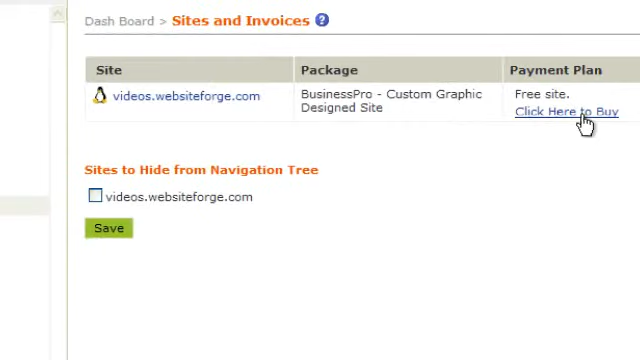 Dash Board > Sites and Invoices ?
Site Package Payment Plan
videos.websiteforge.com BusinessPro - Custom Graphic Designed Site Free site.
Click Here to Buy
Sites to Hide from Navigation Tree
videos.websiteforge.com
Save